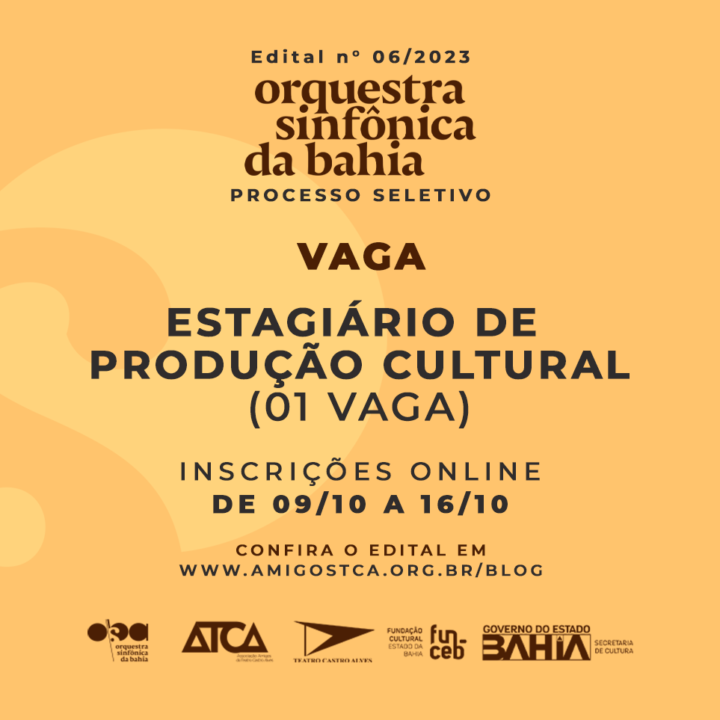 Edital nº 06/2023
orquestra
sinfônica
da bahia
PROCESSO SELETIVO
VAGA
ESTAGIÁRIO DE
PRODUÇÃO CULTURAL
(01 VAGA)
INSCRIÇÕES ONLINE
DE 09/10 A 16/10
CONFIRA O EDITAL EM
WWW.AMIGOSTCA.ORG.BR/BLOG
orquestra
sinfônica
da bahia
ATCA
TEATRO CASTRO ALVES
FUNDAÇÃO
CULTURAL
ESTADO DA
BAHIA
fun-
ceb
GOVERNO DO ESTADO
BAHIA
SECRETARIA
DE CULTURA